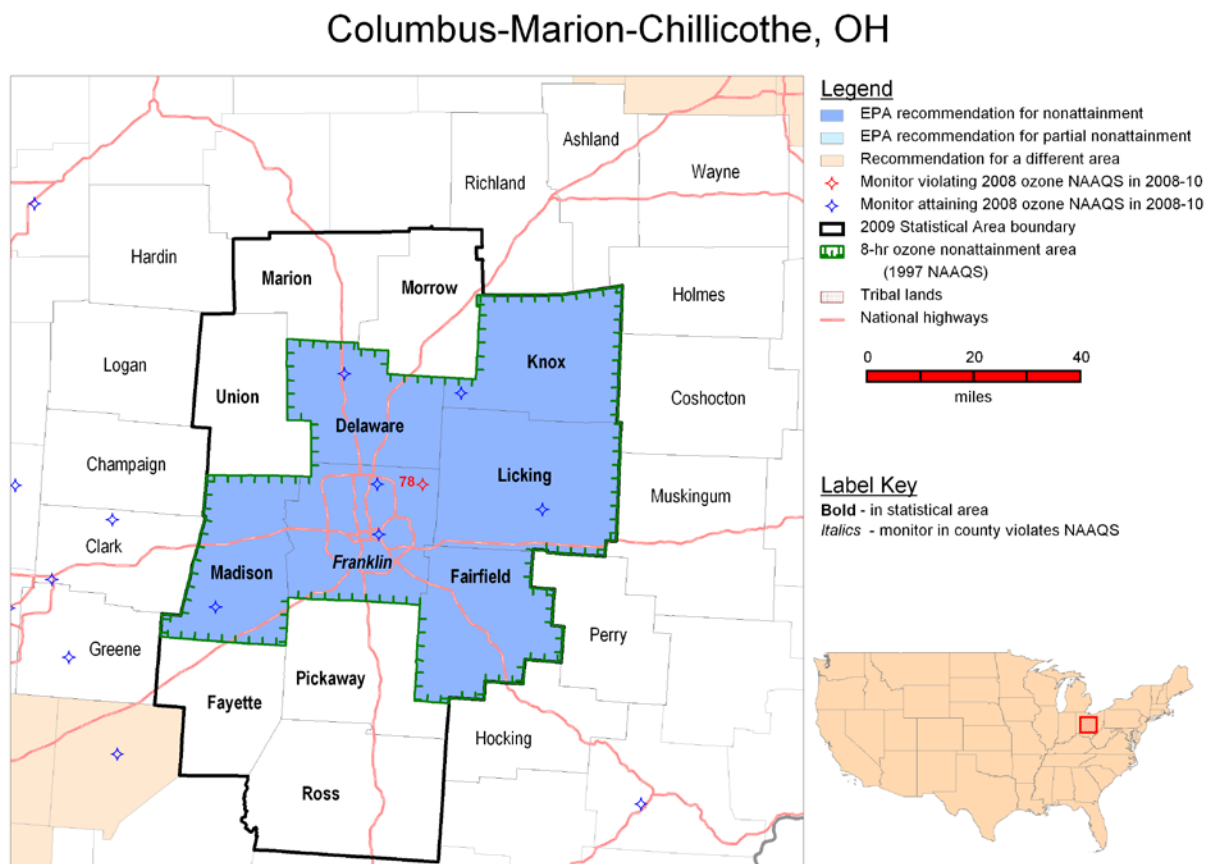 Columbus-Marion-Chillicothe, OH
Legend
EPA recommendation for nonattainment
EPA recommendation for partial nonattainment
Recommendation for a different area
Monitor violating 2008 ozone NAAQS in 2008-10
Monitor attaining 2008 ozone NAAQS in 2008-10
2009 Statistical Area boundary
8-hr ozone nonattainment area
(1997 NAAQS)
Tribal lands
National highways
0 20 40
miles
Label Key
Bold - in statistical area
Italics - monitor in county violates NAAQS
Ashland
Wayne
Richland
Hardin
Marion
Morrow
Holmes
Knox
Logan
Union
Coshocton
Delaware
Champaign
Licking
78
Muskingum
Clark
Franklin
Madison
Fairfield
Greene
Perry
Pickaway
Fayette
Hocking
Ross